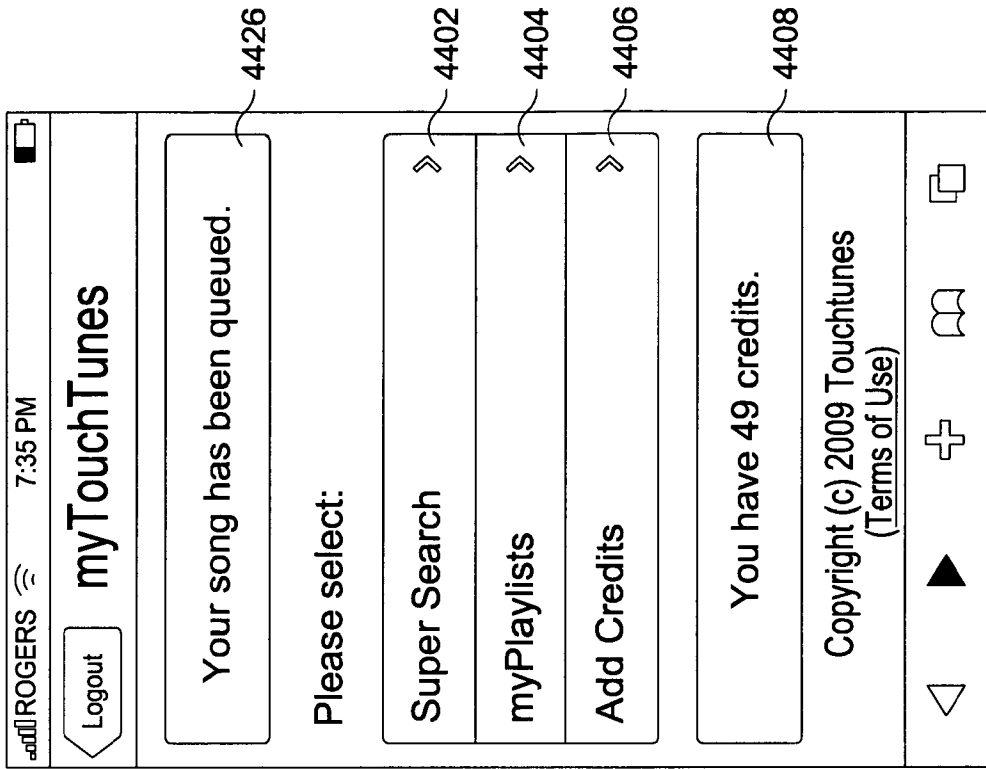 ROGERS 7:35 PM
Logout myTouchTunes
Your song has been queued. 4426
Please select:
Super Search 4402
myPlaylists 4404
Add Credits 4406
You have 49 credits. 4408
Copyright (c) 2009 Touchtunes
(Terms of Use)